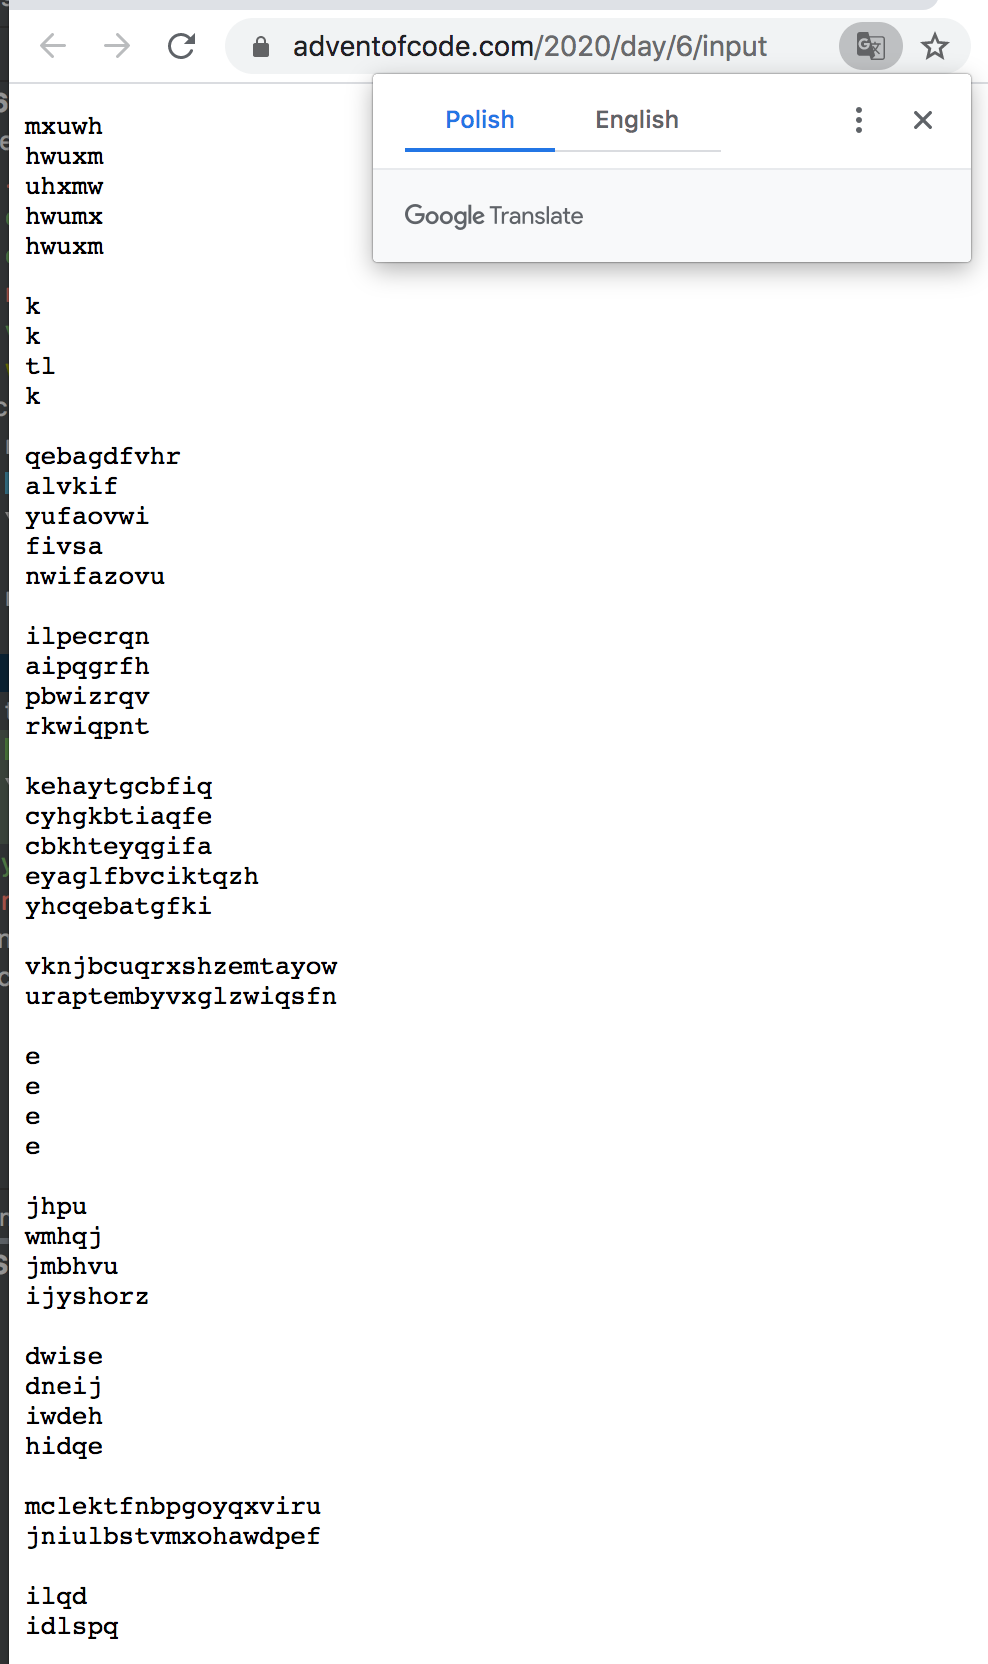 adventofcode.com/2020/day/6/input
Polish English
Google Translate
mxuwh
hwuxm
uhxmw
hwumx
hwuxm
k
k
tl
k
qebagdfvhr
alvkif
yufaovwi
fivsa
nwifazovu
ilpecrqn
aipqgrfh
pbwizrqv
rkwiqpnt
kehaytgcbfiq
cyhgkbtiaqfe
cbkhteyqgifa
eyaglfbvciktqzh
yhcqebatgfki
vknjbcuqrxshzemtayow
uraptembyvxglzwiqsfn
e
e
e
e
jhpu
wmhqj
jmbhvu
ijyshorz
dwise
dneij
iwdeh
hidqe
mclektfnbpgoyqxviru
jniulbstvmxohawdpef
ilqd
idlspq